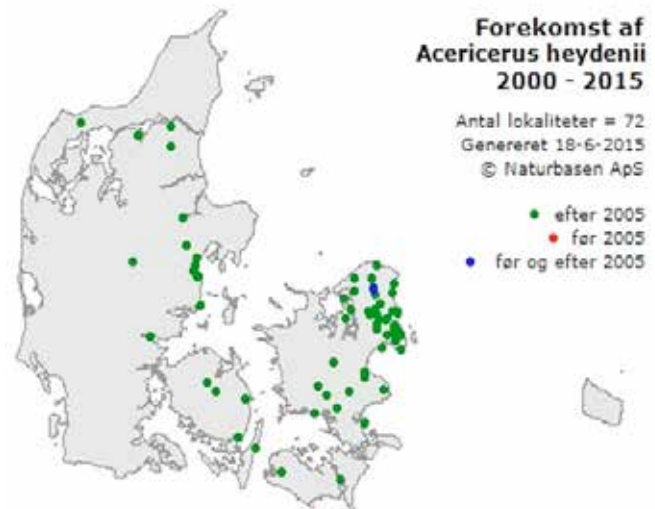 Forekomst af
Acericerus heydenii
2000 - 2015
Antal lokaliteter = 72
Genereret 18-6-2015
© Naturbasen ApS
efter 2005
før 2005
før og efter 2005